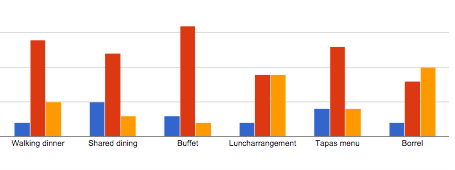 Walking dinner
Shared dining
Buffet
Luncharrangement
Tapas menu
Borrel